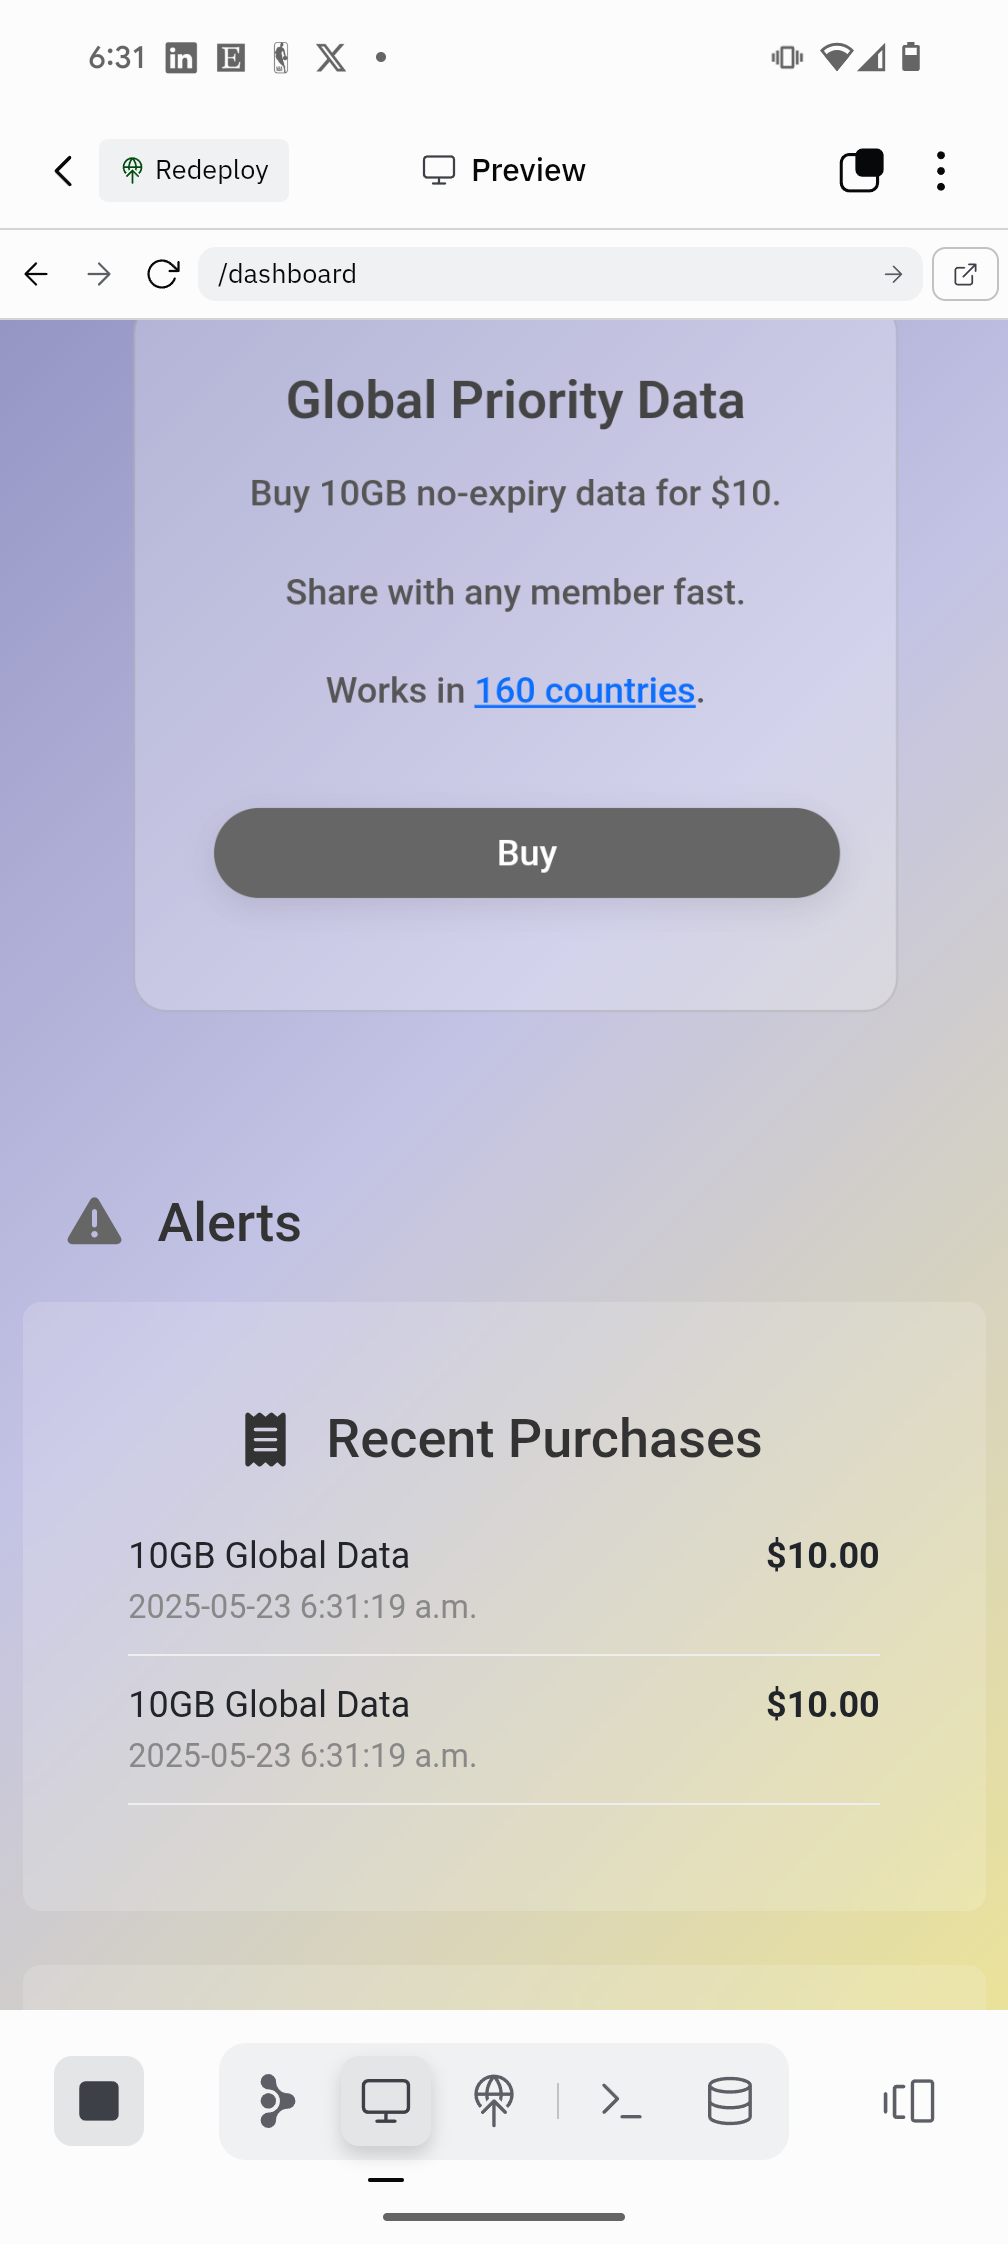 6:31
Redeploy
Preview
/dashboard
Global Priority Data
Buy 10GB no-expiry data for $10.
Share with any member fast.
Works in 160 countries.
Buy
Alerts
Recent Purchases
10GB Global Data $10.00
2025-05-23 6:31:19 a.m.
10GB Global Data $10.00
2025-05-23 6:31:19 a.m.